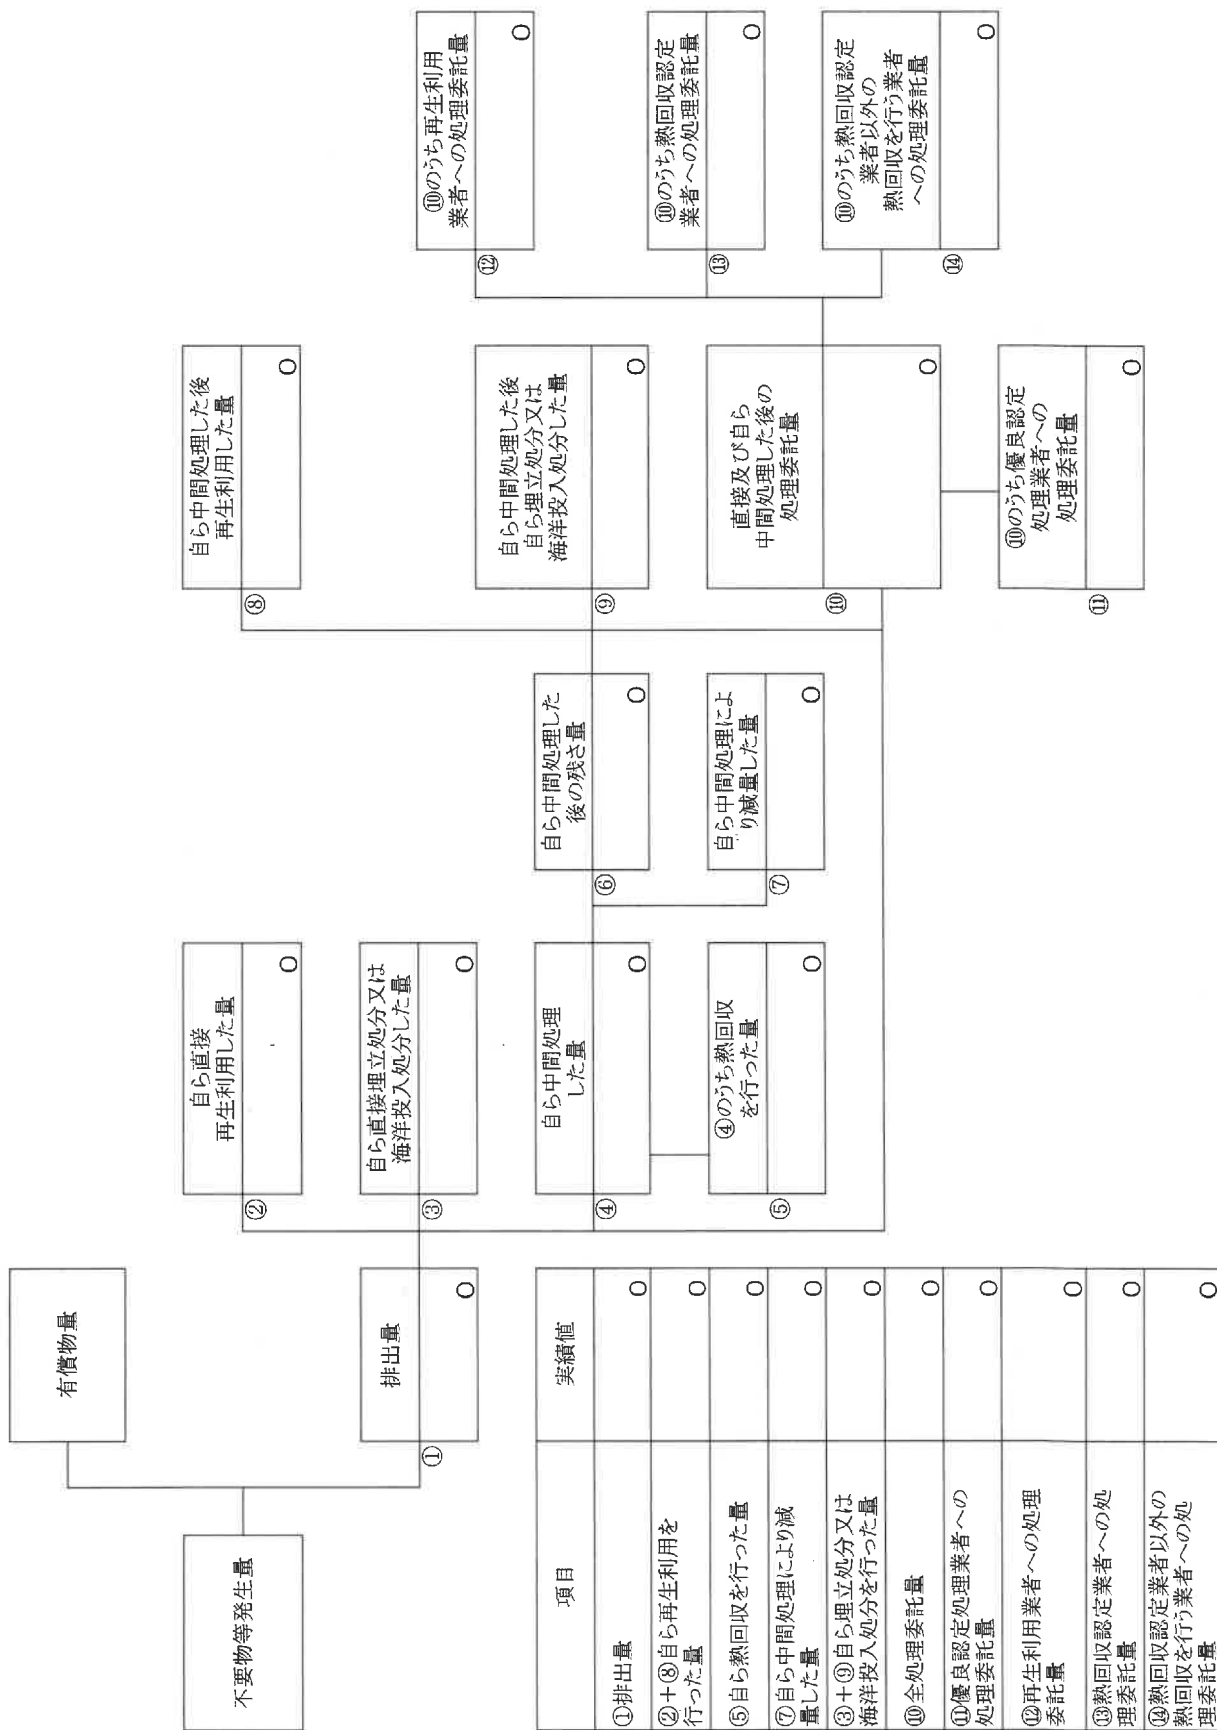 不要物等発生量
有償物量
①
排出量
0
②
自ら直接
再生利用した量
0
③
自ら直接埋立処分又は
海洋投入処分した量
0
④
自ら中間処理
した量
0
⑤
④のうち熱回収
を行った量
0
⑥
自ら中間処理した
後の残さ量
0
⑦
自ら中間処理によ
り減量した量
0
⑧
自ら中間処理した後
再生利用した量
0
⑨
自ら中間処理した後
自ら埋立処分又は
海洋投入処分した量
0
⑩
直接及び自ら
中間処理した後の
処理委託量
0
⑪
⑩のうち優良認定
処理業者への
処理委託量
0
⑫
⑩のうち再生利用
業者への処理委託量
0
⑬
⑩のうち熱回収認定
業者への処理委託量
0
⑭
⑩のうち熱回収認定
業者以外の
熱回収を行う業者
への処理委託量
0
項目
実績値
①排出量
0
②+⑧自ら再生利用を
行った量
0
⑤自ら熱回収を行った量
0
⑦自ら中間処理により減
量した量
0
③+⑨自ら埋立処分又は
海洋投入処分を行った量
0
⑩全処理委託量
0
⑪優良認定処理業者への
処理委託量
0
⑫再生利用業者への処理
委託量
0
⑬熱回収認定業者への処
理委託量
0
⑭熱回収認定業者以外の
熱回収を行う業者への処
理委託量
0